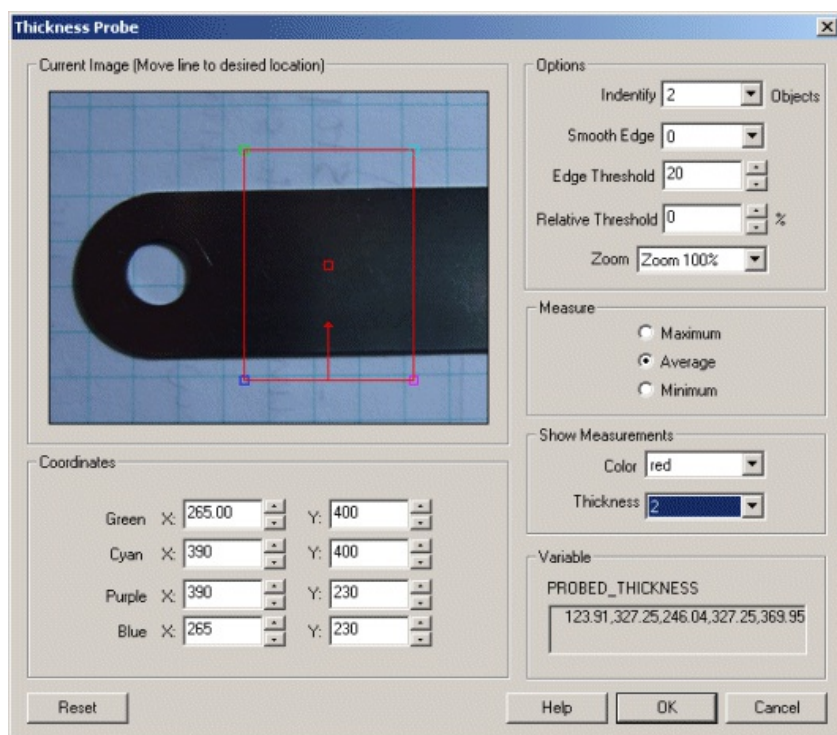 Thickness Probe
Current Image (Move line to desired location)
Options
Indentify 2 Objects
Smooth Edge 0
Edge Threshold 20
Relative Threshold 0 %
Zoom Zoom 100%
Measure
Maximum
Average
Minimum
Show Measurements
Color red
Thickness 2
Coordinates
Green X: 265.00 Y: 400
Cyan X: 390 Y: 400
Purple X: 390 Y: 230
Blue X: 265 Y: 230
Variable
PROBED_THICKNESS
123.91,327.25,246.04,327.25,369.95
Reset
Help
OK
Cancel